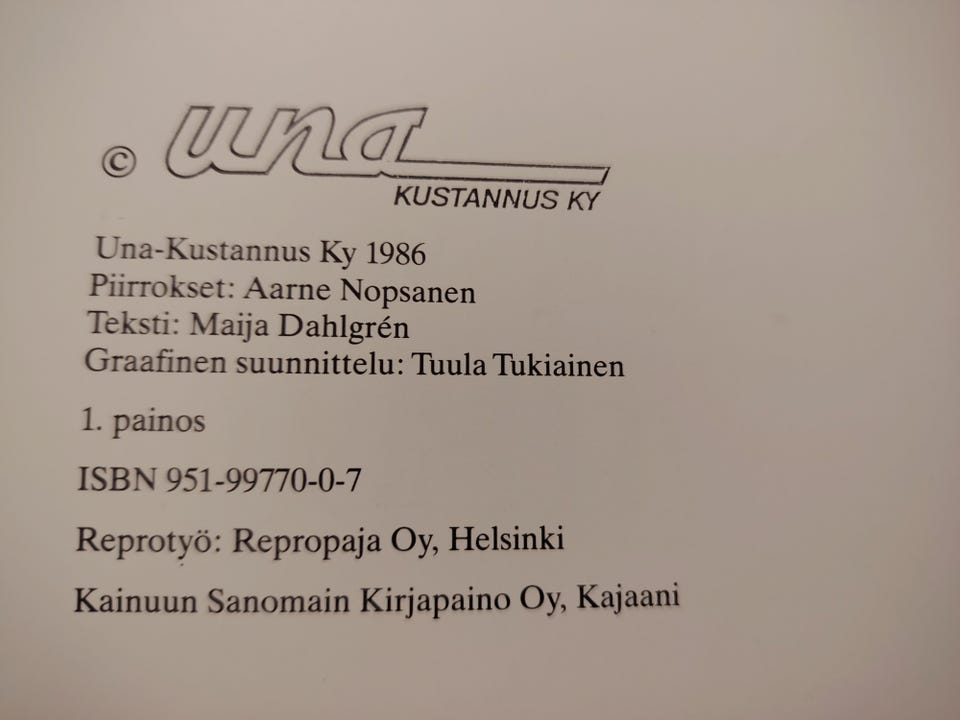 © una
KUSTANNUS KY
Una-Kustannus Ky 1986
Piirrokset: Aarne Nopsanen
Teksti: Maija Dahlgrén
Graafinen suunnittelu: Tuula Tukiainen
1. painos
ISBN 951-99770-0-7
Reprotyö: Repropaja Oy, Helsinki
Kainuun Sanomain Kirjapaino Oy, Kajaani